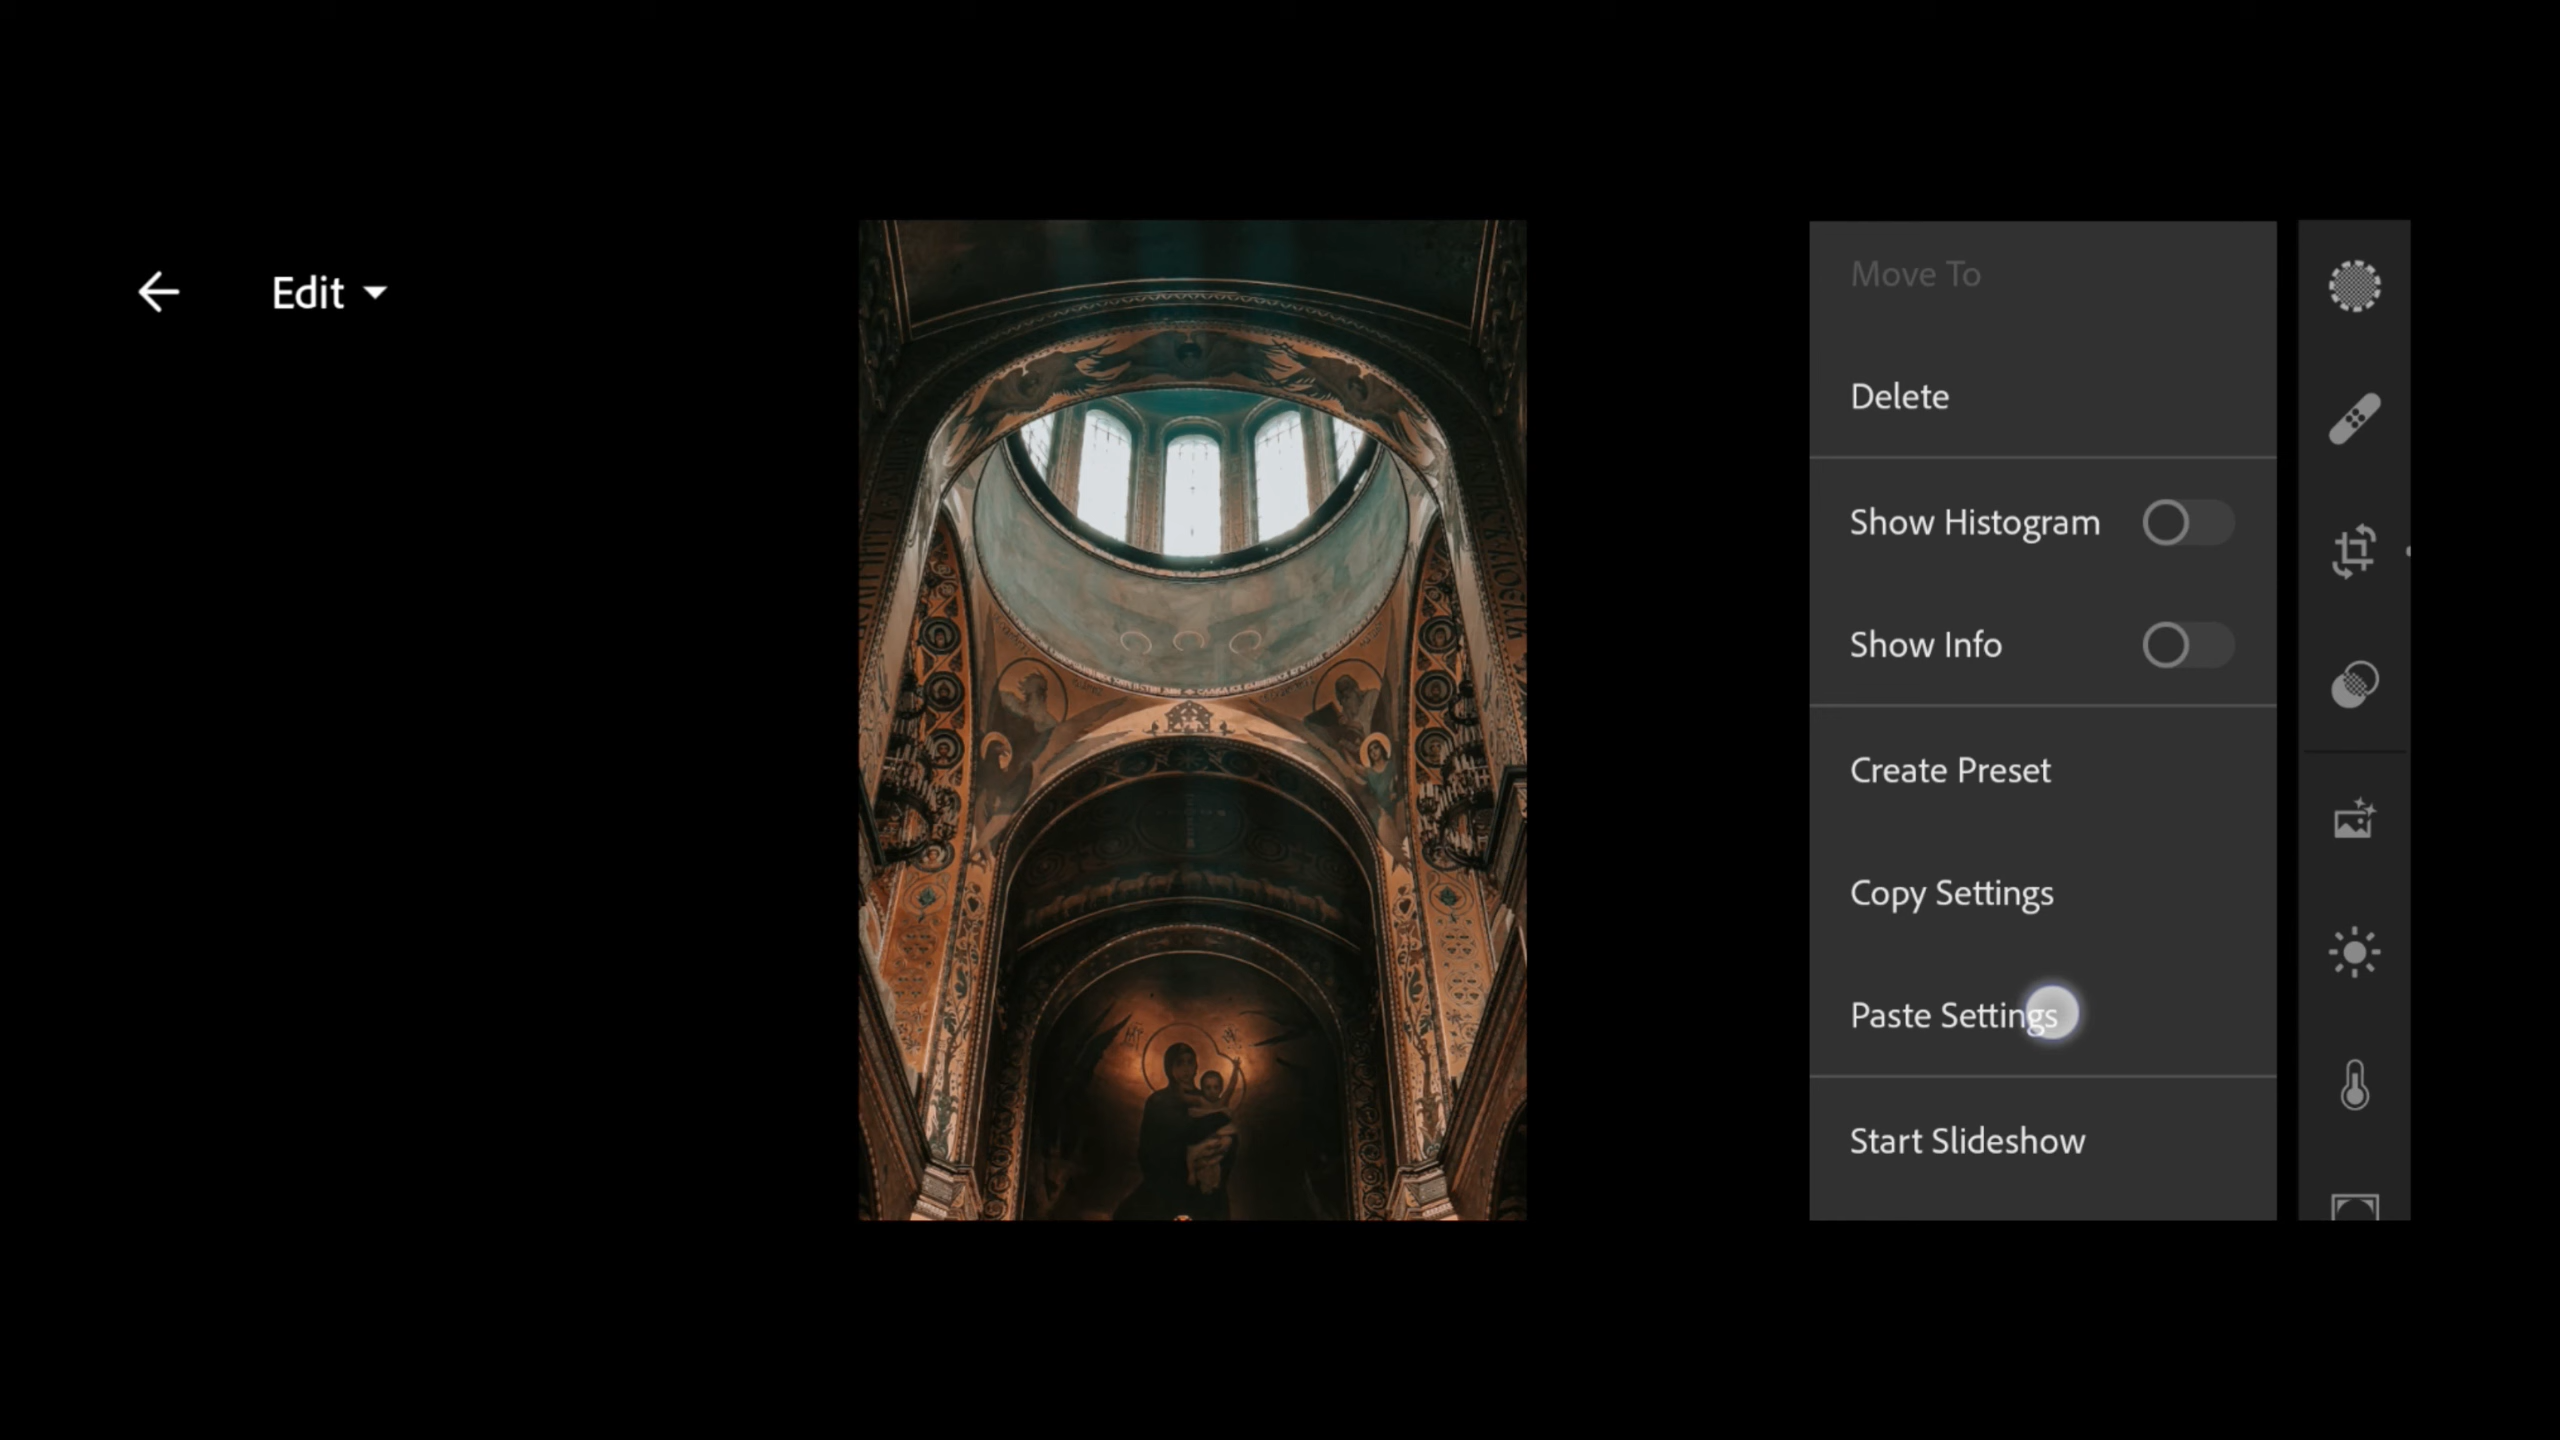 Edit
Move To
Delete
Show Histogram
Show Info
Create Preset
Copy Settings
Paste Settings
Start Slideshow